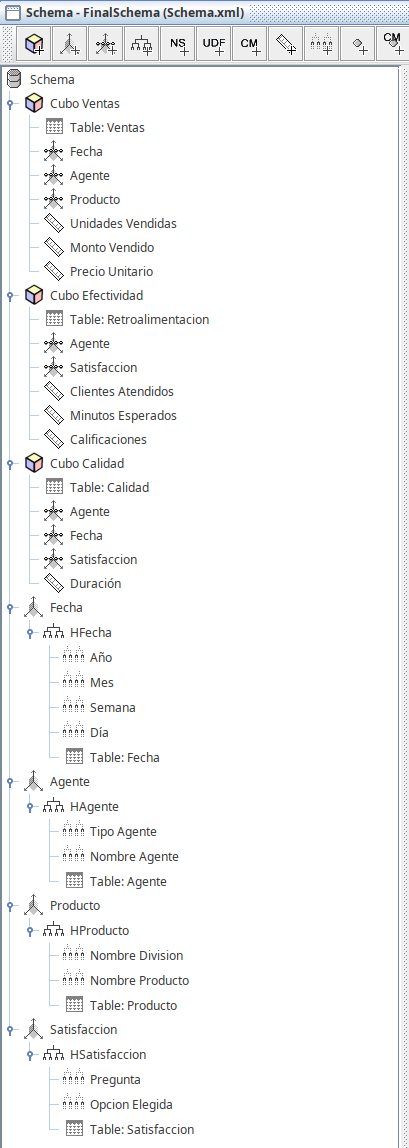 Schema - FinalSchema (Schema.xml)
NS UDF CM CM
Schema
Cubo Ventas
Table: Ventas
Fecha
Agente
Producto
Unidades Vendidas
Monto Vendido
Precio Unitario
Cubo Efectividad
Table: Retroalimentacion
Agente
Satisfaccion
Clientes Atendidos
Minutos Esperados
Calificaciones
Cubo Calidad
Table: Calidad
Agente
Fecha
Satisfaccion
Duración
Fecha
HFecha
Año
Mes
Semana
Día
Table: Fecha
Agente
HAgente
Tipo Agente
Nombre Agente
Table: Agente
Producto
HProducto
Nombre Division
Nombre Producto
Table: Producto
Satisfaccion
HSatisfaccion
Pregunta
Opcion Elegida
Table: Satisfaccion